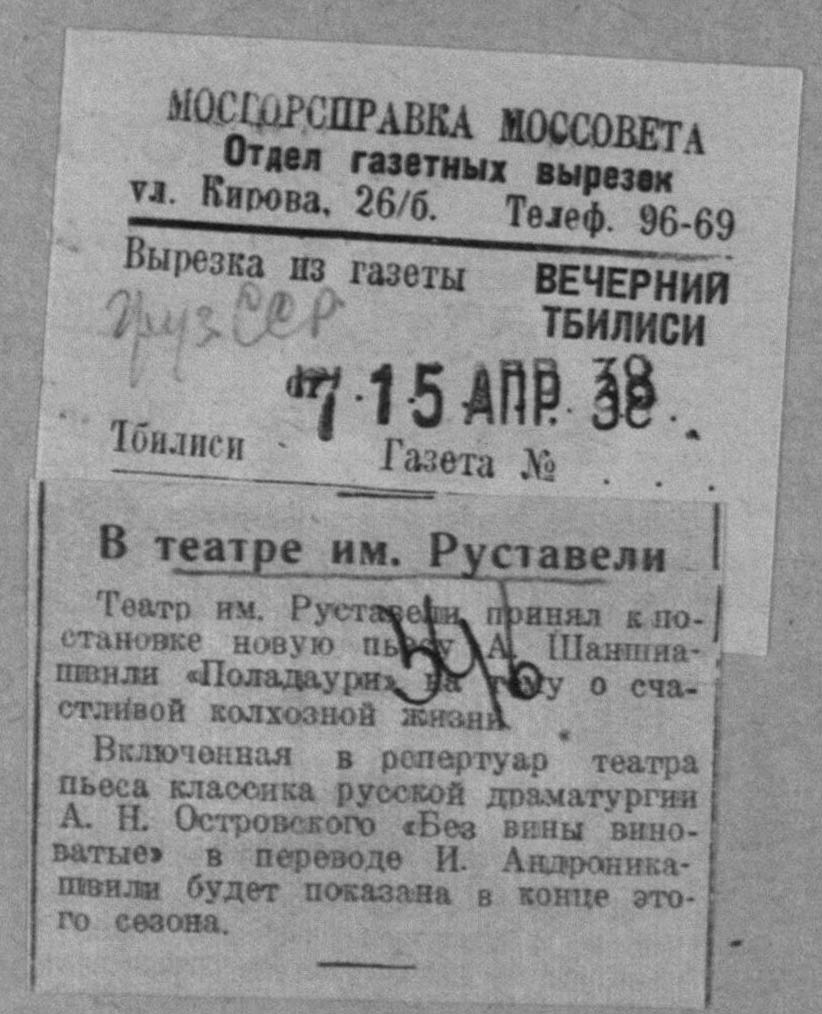 МОСГОРСПРАВКА МОССОВЕТА
Отдел газетных вырезок
ул. Кирова, 26/б. Телеф. 96-69
Вырезка из газеты ВЕЧЕРНИЙ
ТБИЛИСИ
Груз ССР
от 15 АПР. 38
Тбилиси Газета №
В театре им. Руставели
Театр им. Руставели принял к по-
становке новую пьесу А. Шаншиа-
швили «Поладаури» на тему о сча-
стливой колхозной жизни.
Включенная в репертуар театра
пьеса классика русской драматургии
А. Н. Островского «Без вины вино-
ватые» в переводе И. Андроника-
швили будет показана в конце это-
го сезона.